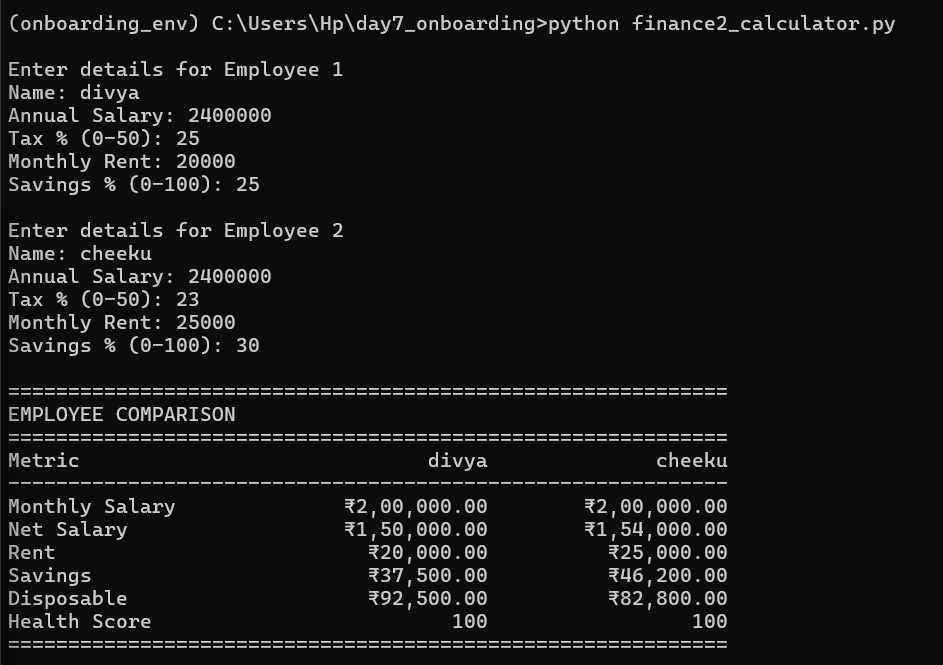 (onboarding_env) C:\Users\Hp\day7_onboarding>python finance2_calculator.py
Enter details for Employee 1
Name: divya
Annual Salary: 2400000
Tax % (0-50): 25
Monthly Rent: 20000
Savings % (0-100): 25
Enter details for Employee 2
Name: cheeku
Annual Salary: 2400000
Tax % (0-50): 23
Monthly Rent: 25000
Savings % (0-100): 30
============================================================
EMPLOYEE COMPARISON
============================================================
Metric                             divya              cheeku
------------------------------------------------------------
Monthly Salary              ₹2,00,000.00        ₹2,00,000.00
Net Salary                  ₹1,50,000.00        ₹1,54,000.00
Rent                          ₹20,000.00          ₹25,000.00
Savings                       ₹37,500.00          ₹46,200.00
Disposable                    ₹92,500.00          ₹82,800.00
Health Score                         100                 100
============================================================